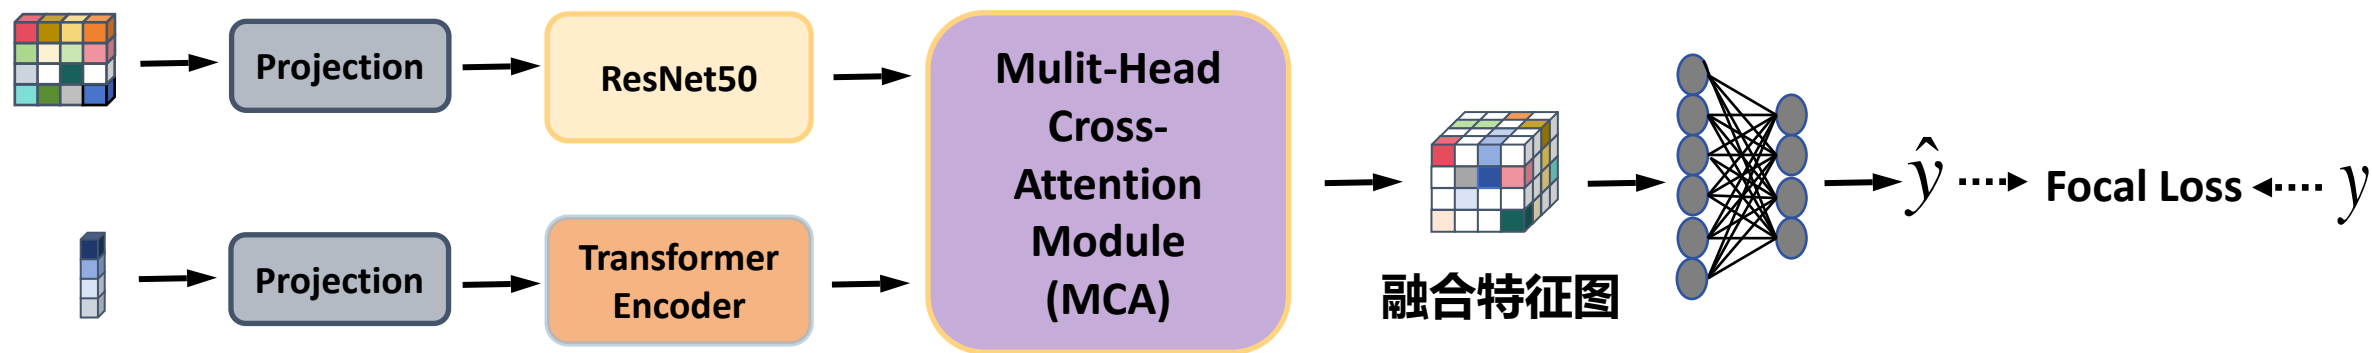 Projection
ResNet50
Projection
Transformer
Encoder
Mulit-Head
Cross-
Attention
Module
(MCA)
融合特征图
ŷ
Focal Loss
y